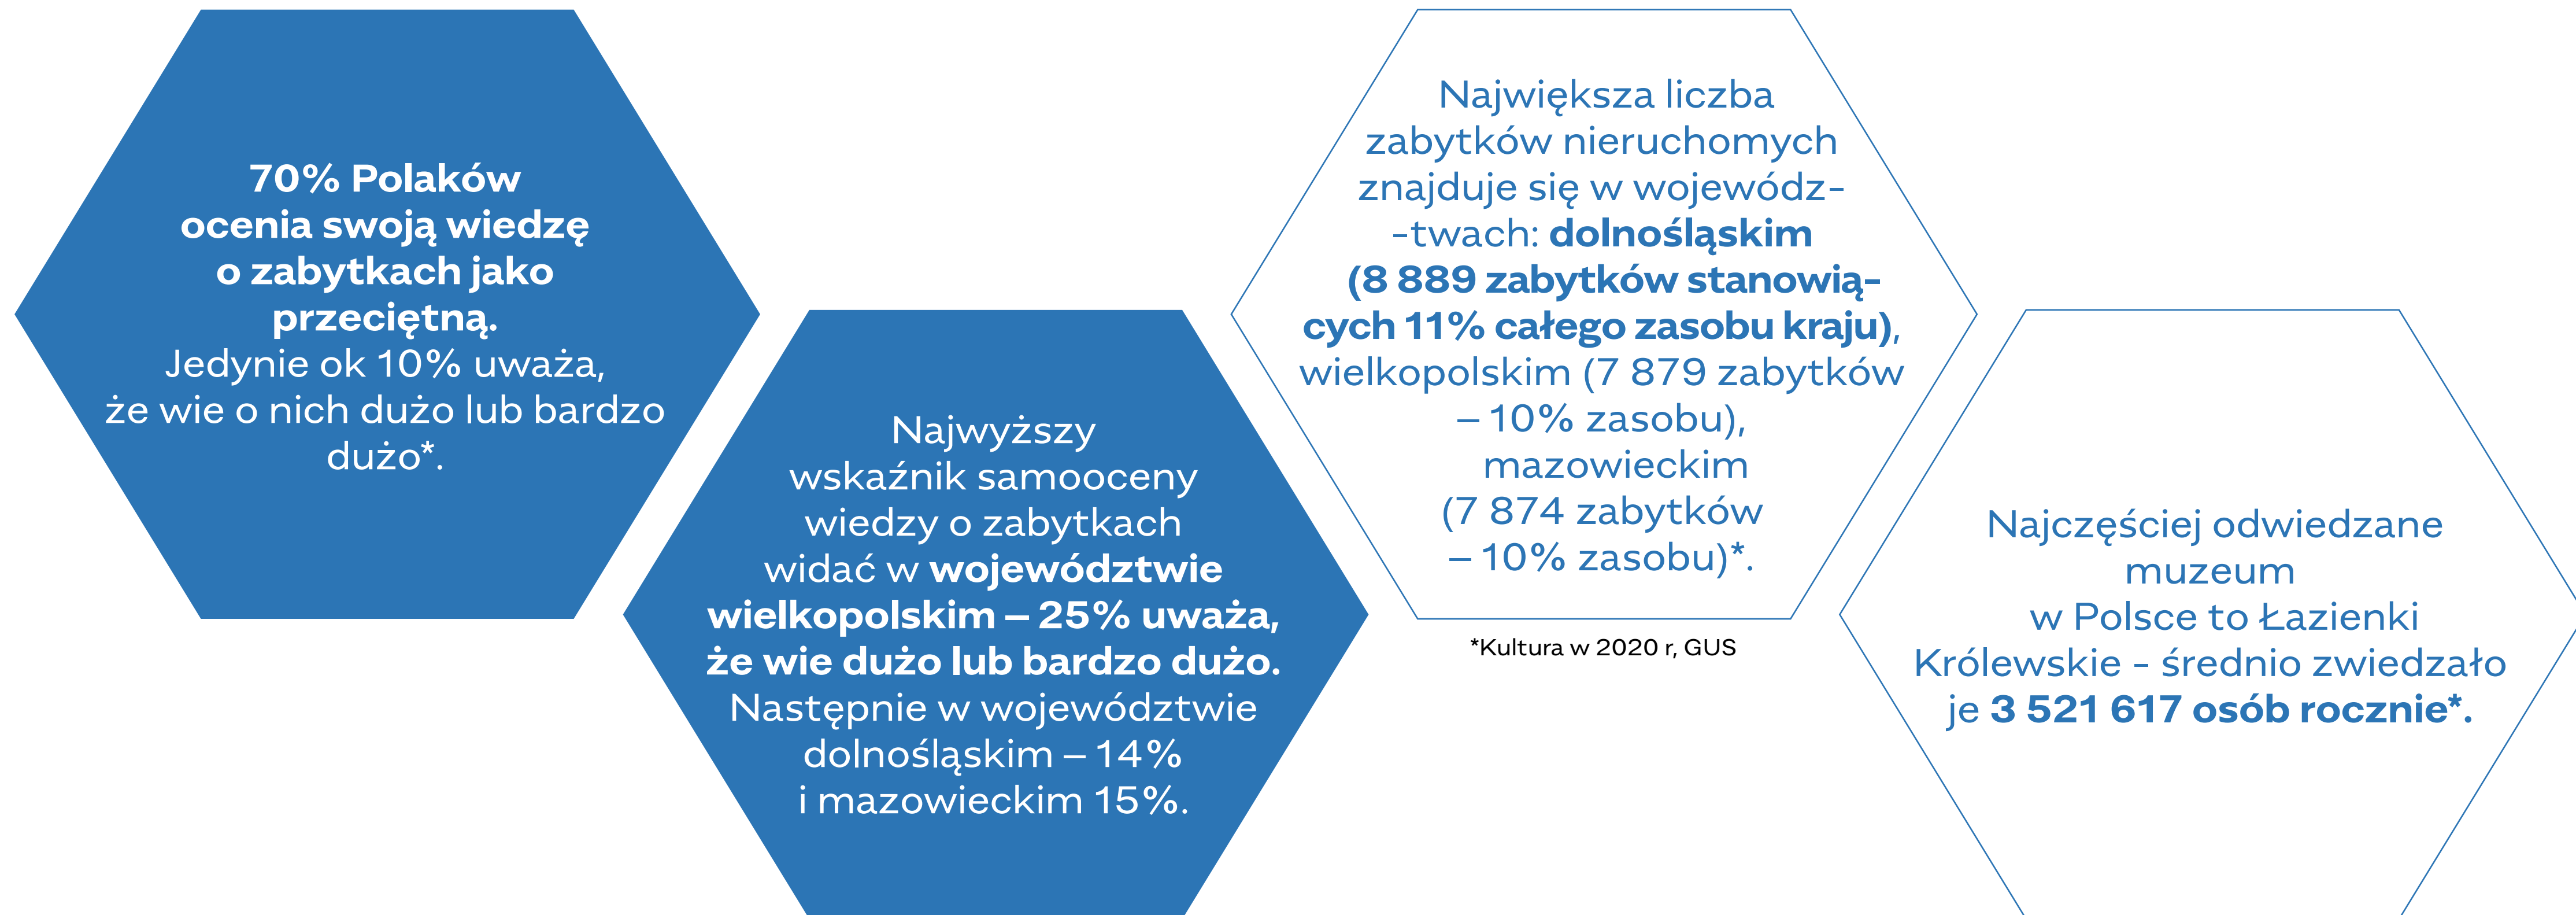 70% Polaków
ocenia swoją wiedzę
o zabytkach jako
przeciętną.
Jedynie ok 10% uważa,
że wie o nich dużo lub bardzo
dużo*.
Najwyższy
wskaźnik samooceny
wiedzy o zabytkach
widać w województwie
wielkopolskim – 25% uważa,
że wie dużo lub bardzo dużo.
Następnie w województwie
dolnośląskim – 14%
i mazowieckim 15%.
Największa liczba
zabytków nieruchomych
znajduje się w wojewódz-
-twach: dolnośląskim
(8 889 zabytków stanowią-
cych 11% całego zasobu kraju),
wielkopolskim (7 879 zabytków
– 10% zasobu),
mazowieckim
(7 874 zabytków
– 10% zasobu)*.
*Kultura w 2020 r, GUS
Najczęściej odwiedzane
muzeum
w Polsce to Łazienki
Królewskie - średnio zwiedzało
je 3 521 617 osób rocznie*.